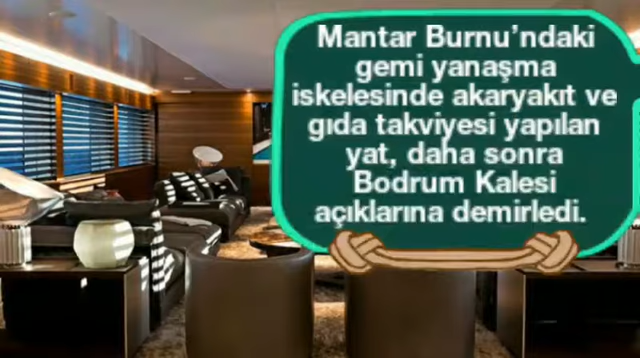 Mantar Burnu’ndaki
gemi yanaşma
iskelesinde akaryakıt ve
gıda takviyesi yapılan
yat, daha sonra
Bodrum Kalesi
açıklarına demirledi.